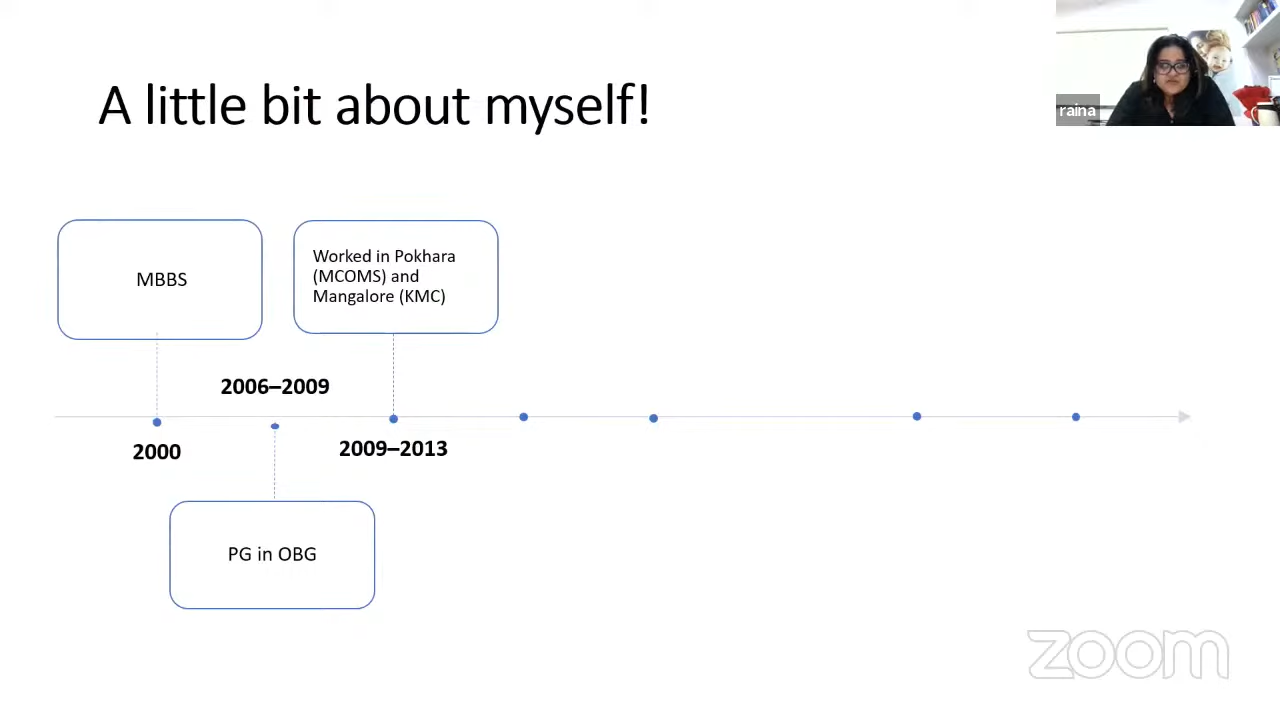 A little bit about myself!
raina
MBBS
Worked in Pokhara
(MCOMS) and
Mangalore (KMC)
2006–2009
2000
2009–2013
PG in OBG
zoom